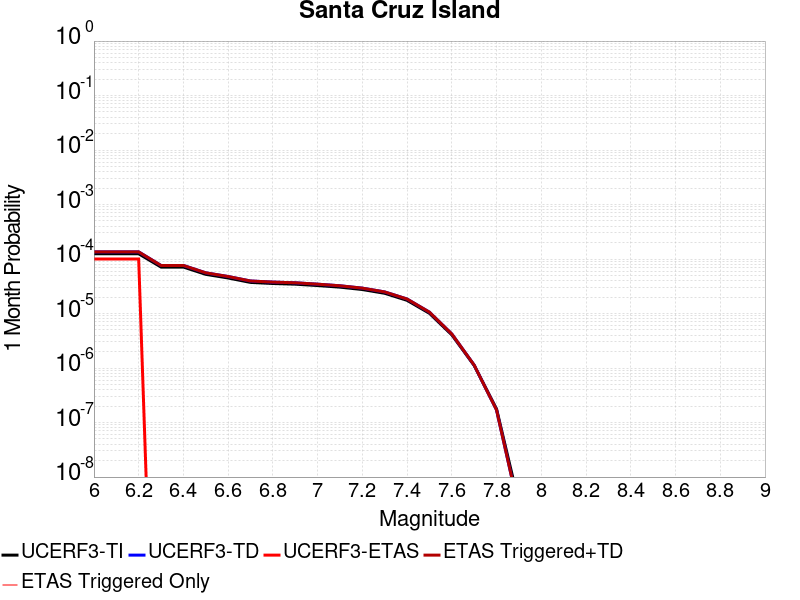 Santa Cruz Island
1 Month Probability
10^0
10^-1
10^-2
10^-3
10^-4
10^-5
10^-6
10^-7
10^-8
6 6.2 6.4 6.6 6.8 7 7.2 7.4 7.6 7.8 8 8.2 8.4 8.6 8.8 9
Magnitude
UCERF3-TI UCERF3-TD UCERF3-ETAS ETAS Triggered+TD
ETAS Triggered Only